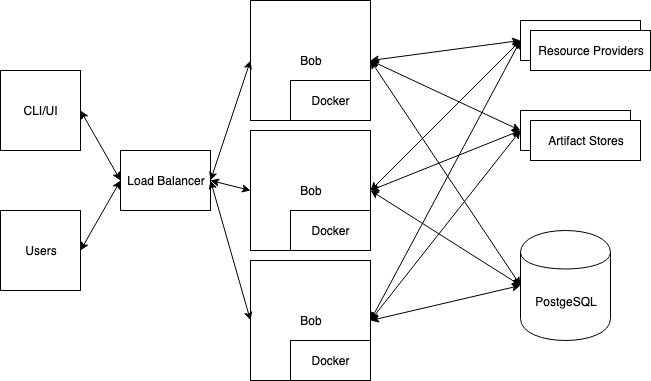 Bob
Docker
Resource Providers
CLI/UI
Artifact Stores
Load Balancer
Bob
Docker
Users
PostgeSQL
Bob
Docker